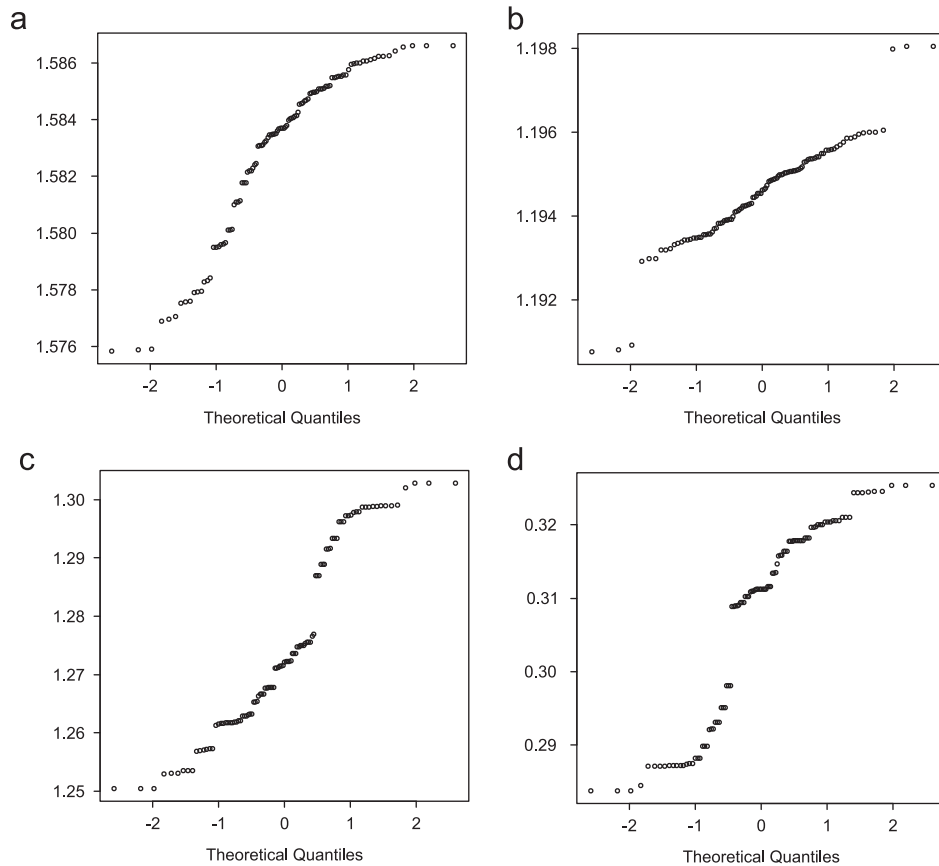 a
b
1.586
1.584
1.582
1.580
1.578
1.576
1.198
1.196
1.194
1.192
-2 -1 0 1 2
-2 -1 0 1 2
Theoretical Quantiles
Theoretical Quantiles
c
d
1.30
1.29
1.28
1.27
1.26
1.25
0.32
0.31
0.30
0.29
-2 -1 0 1 2
-2 -1 0 1 2
Theoretical Quantiles
Theoretical Quantiles